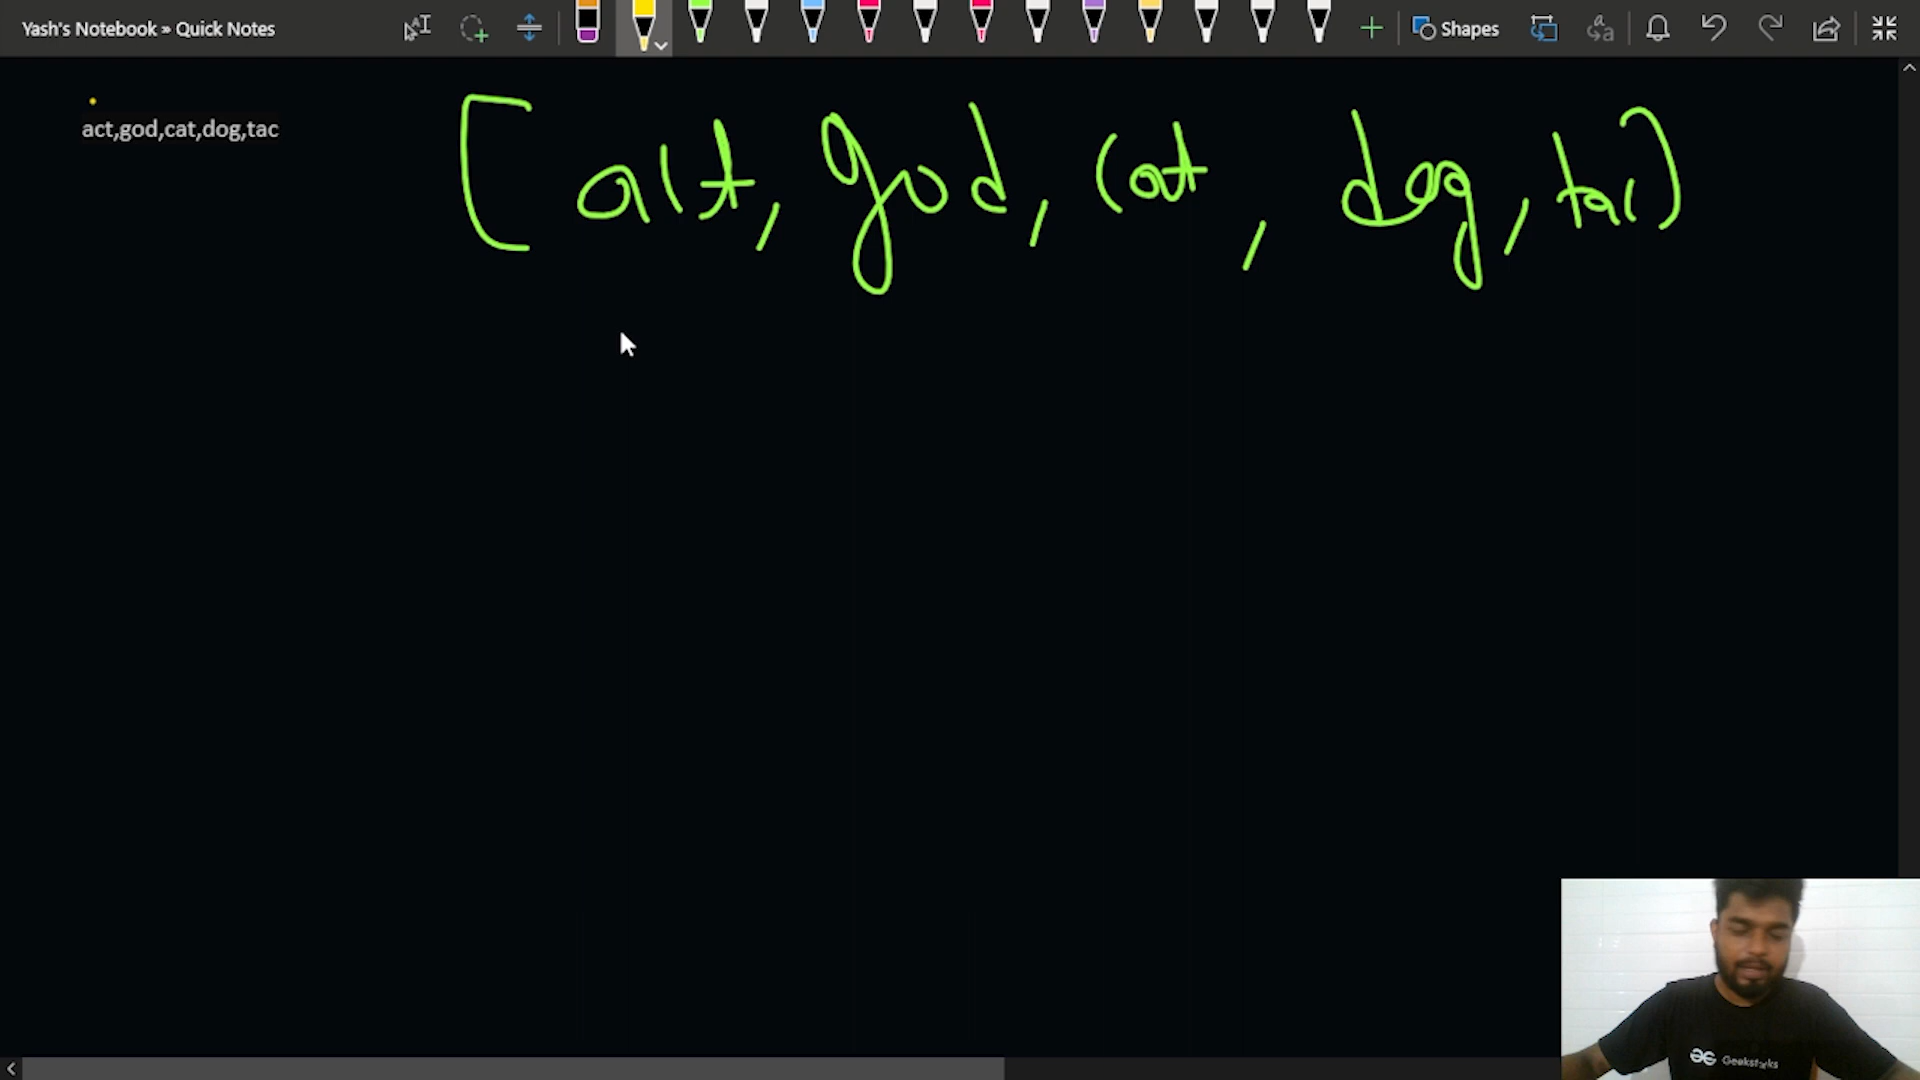 Yash's Notebook » Quick Notes
Shapes
act,god,cat,dog,tac
[act, god, cat, dog, tac]